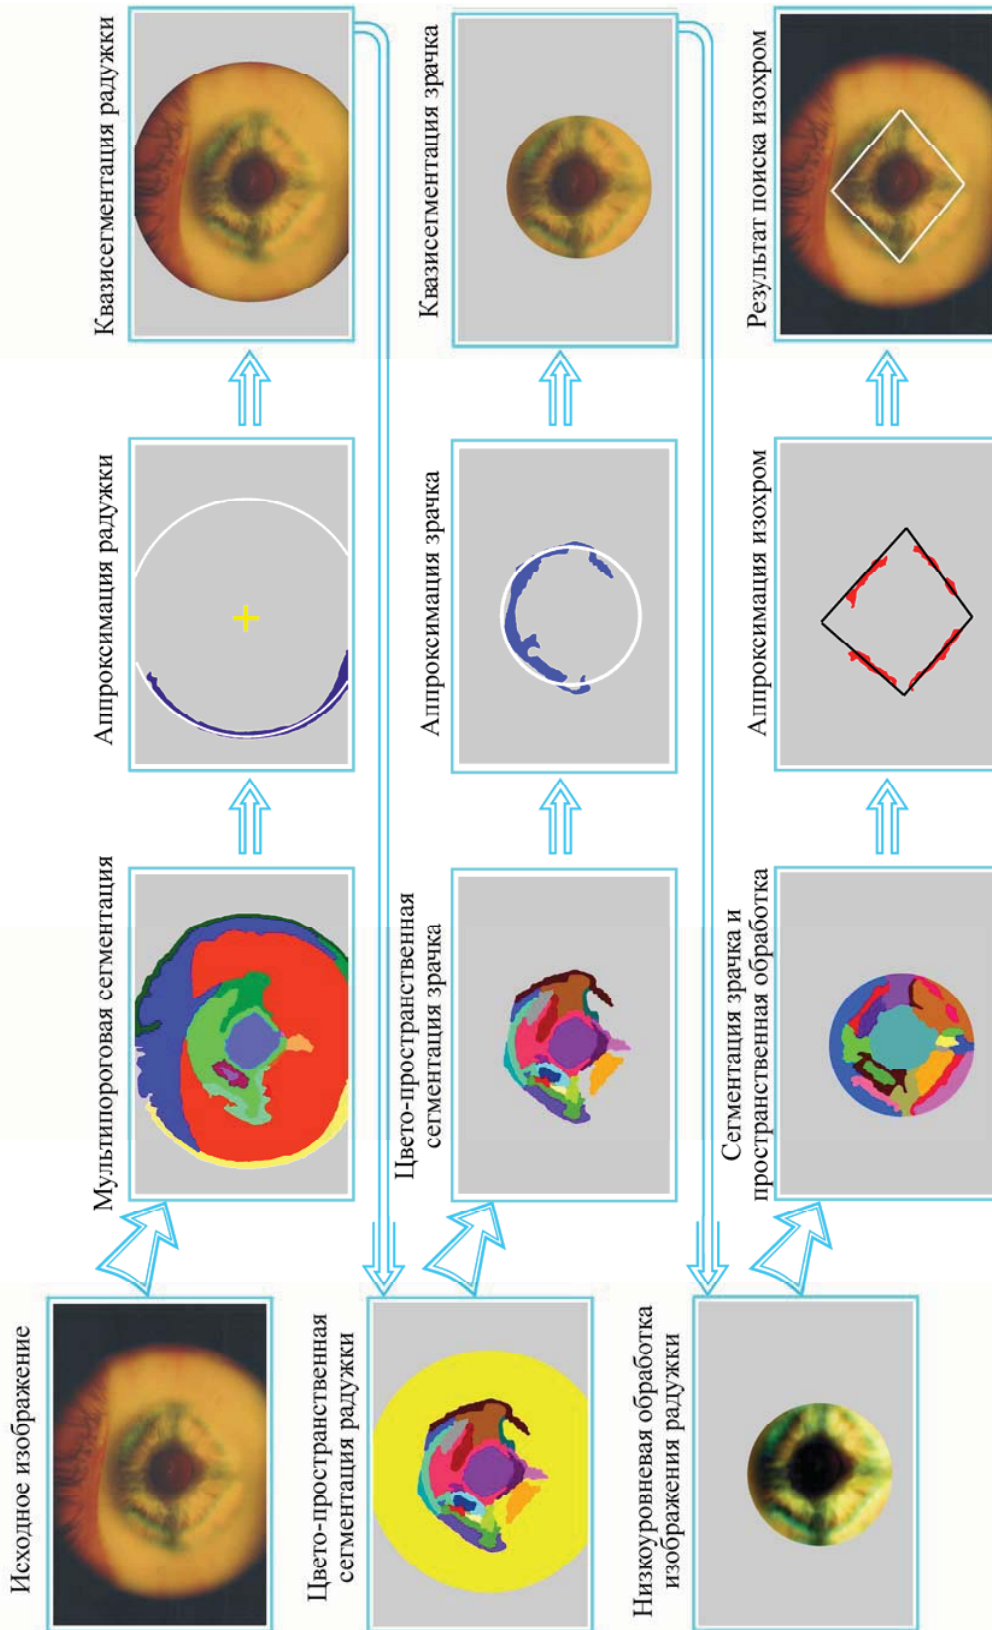 Исходное изображение
Мультипороговая сегментация
Аппроксимация радужки
Квазисегментация радужки
Цвето-пространственная
сегментация радужки
Цвето-пространственная
сегментация зрачка
Аппроксимация зрачка
Квазисегментация зрачка
Низкоуровневая обработка
изображения радужки
Сегментация зрачка и
пространственная обработка
Аппроксимация изохром
Результат поиска изохром